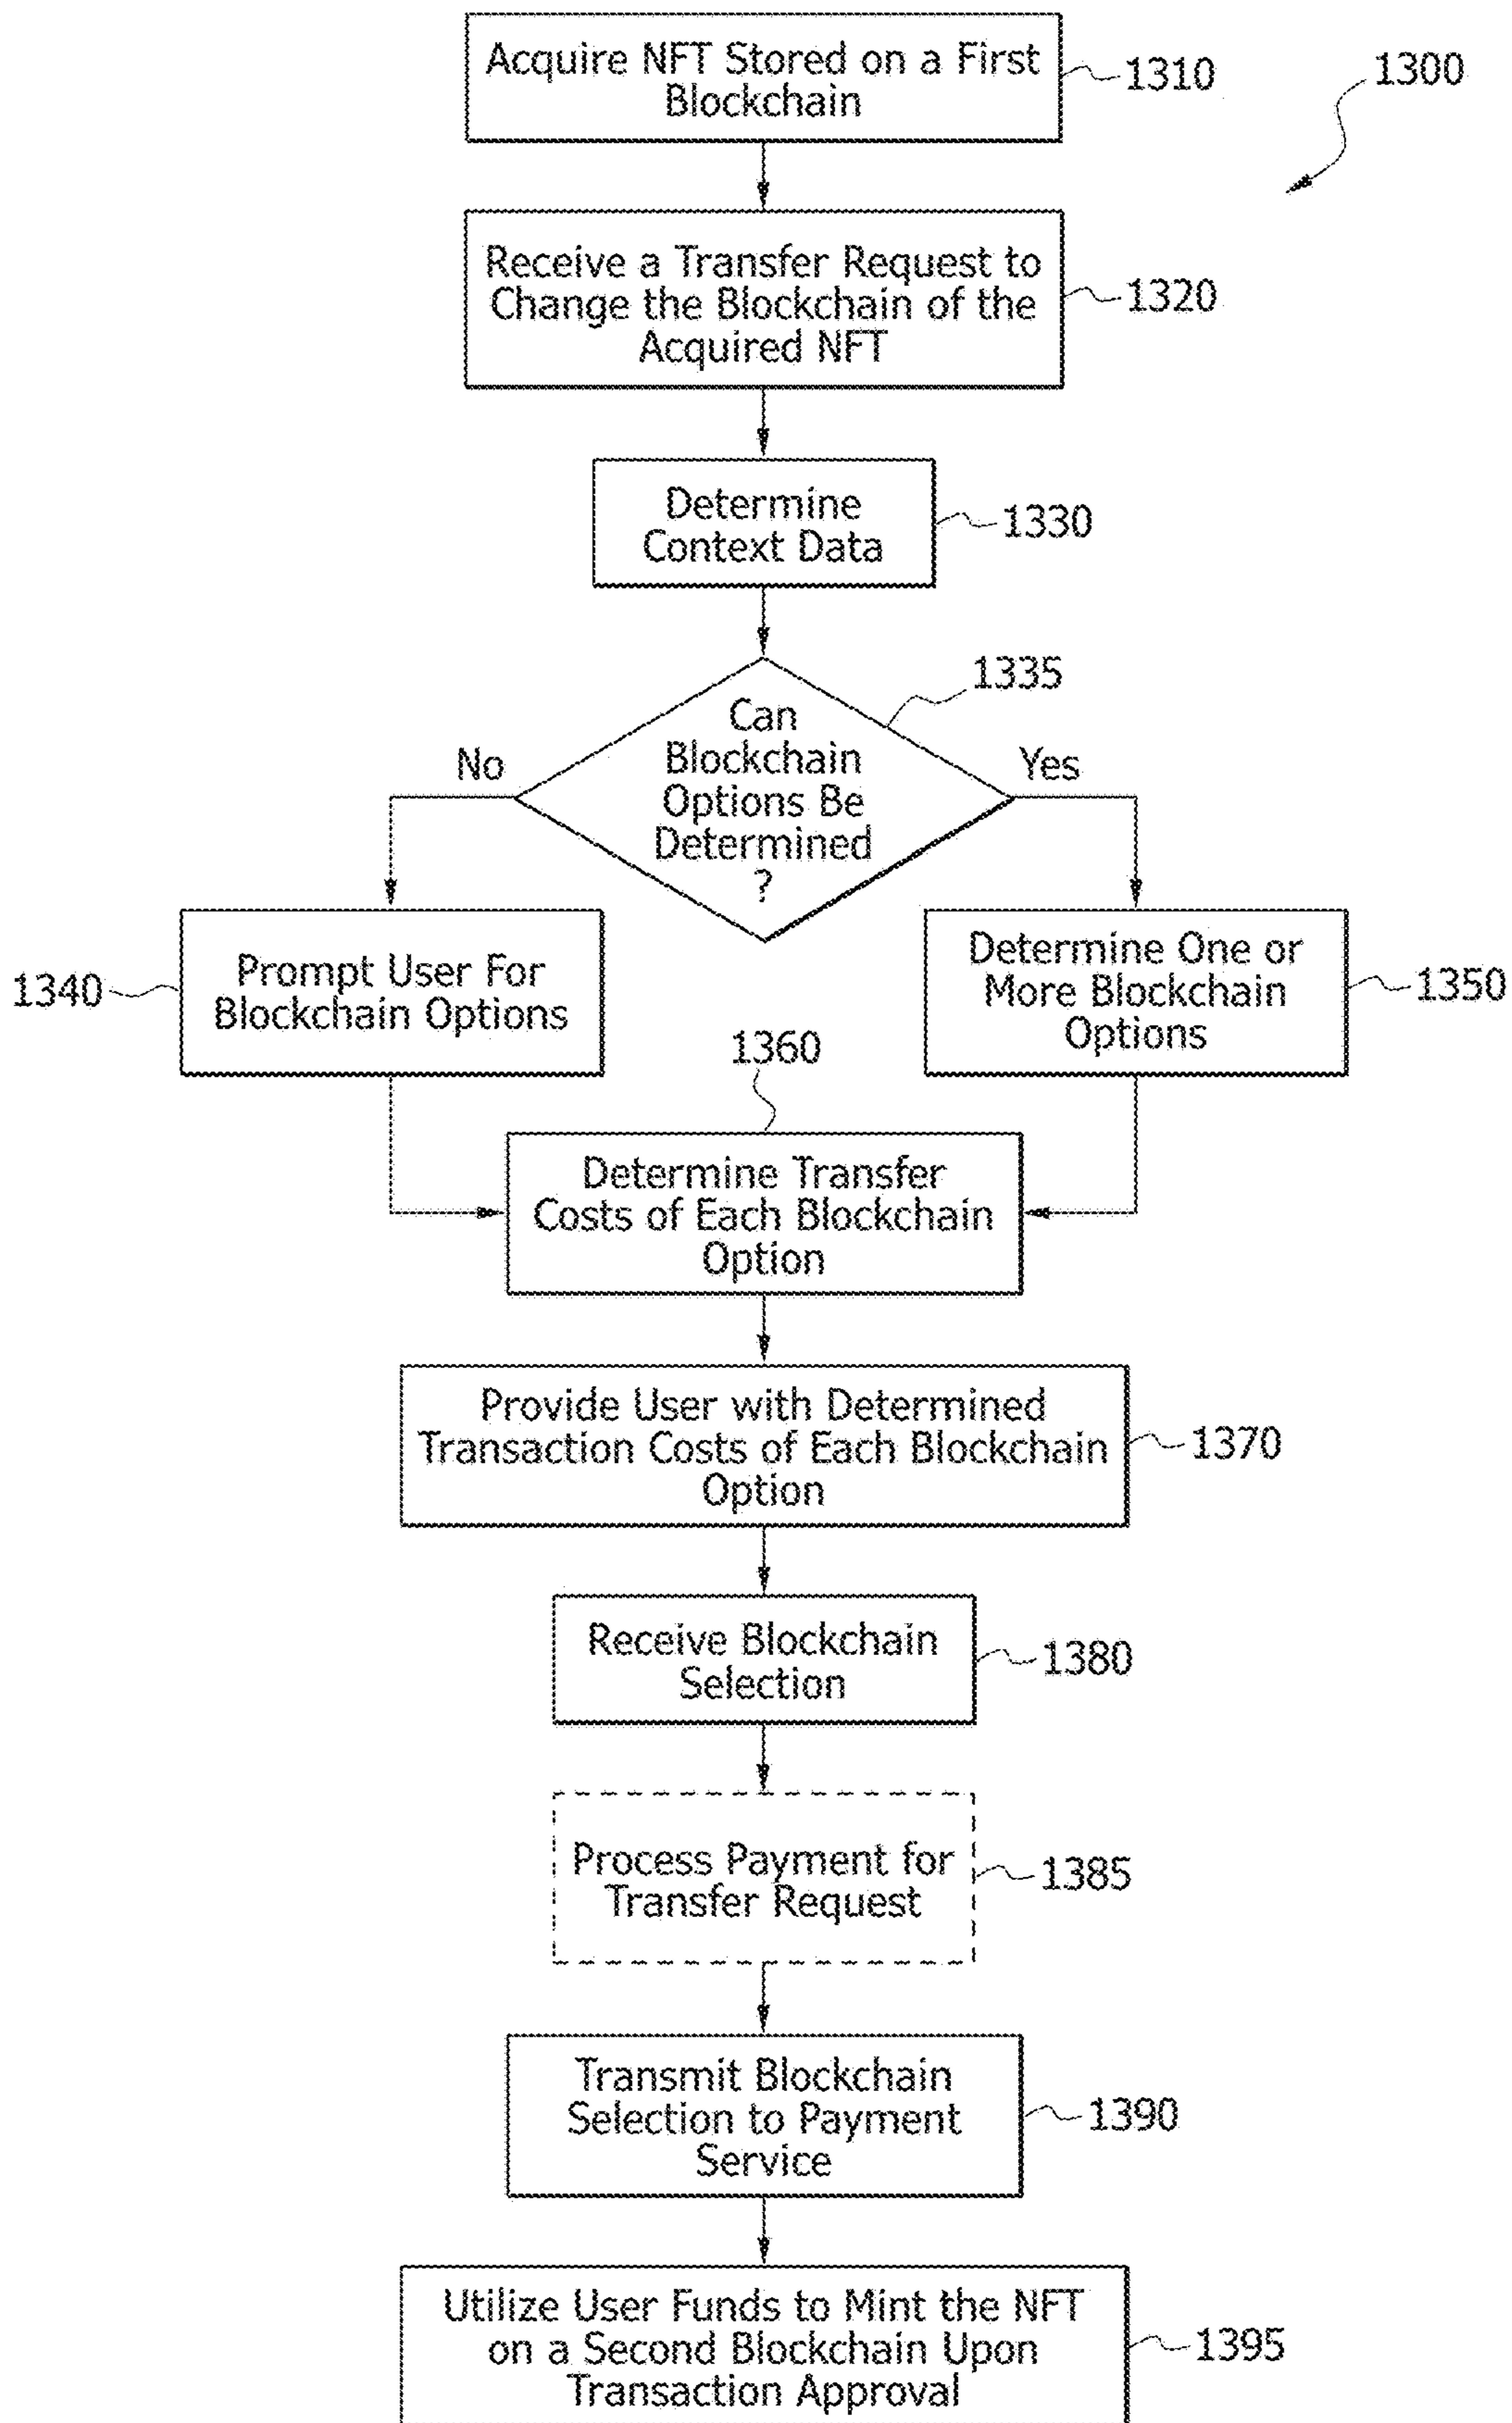 Acquire NFT Stored on a First
Blockchain
1310
1300
Receive a Transfer Request to
Change the Blockchain of the
Acquired NFT
1320
Determine
Context Data
1330
1335
Can
Blockchain
Options Be
Determined
?
No
Yes
1340
Prompt User For
Blockchain Options
Determine One or
More Blockchain
Options
1350
1360
Determine Transfer
Costs of Each Blockchain
Option
Provide User with Determined
Transaction Costs of Each Blockchain
Option
1370
Receive Blockchain
Selection
1380
Process Payment for
Transfer Request
1385
Transmit Blockchain
Selection to Payment
Service
1390
Utilize User Funds to Mint the NFT
on a Second Blockchain Upon
Transaction Approval
1395